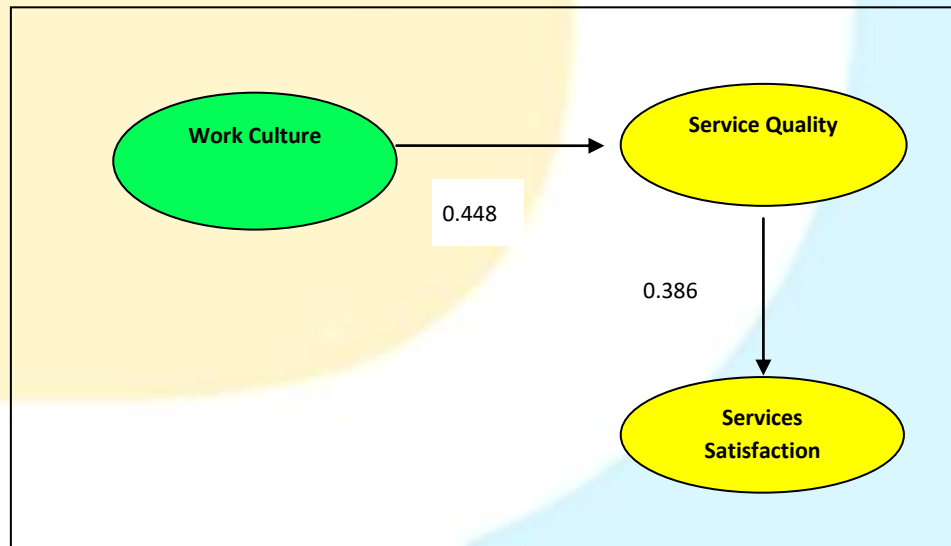 Work Culture
Service Quality
0.448
0.386
Services
Satisfaction